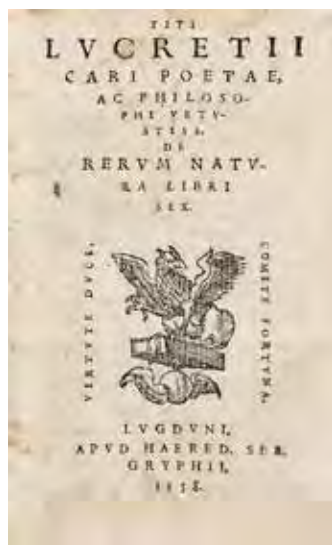 TITI
LVCRETII
CARI POETAE,
AC PHILOSO-
PHI VETV-
STISS.
DE
RERVM NATV-
RA LIBRI
SEX.
VIRTVTE DVCE,
COMITE FORTVNA.
LVGDVNI,
APVD HAERED. SEB.
GRYPHII,
1558.